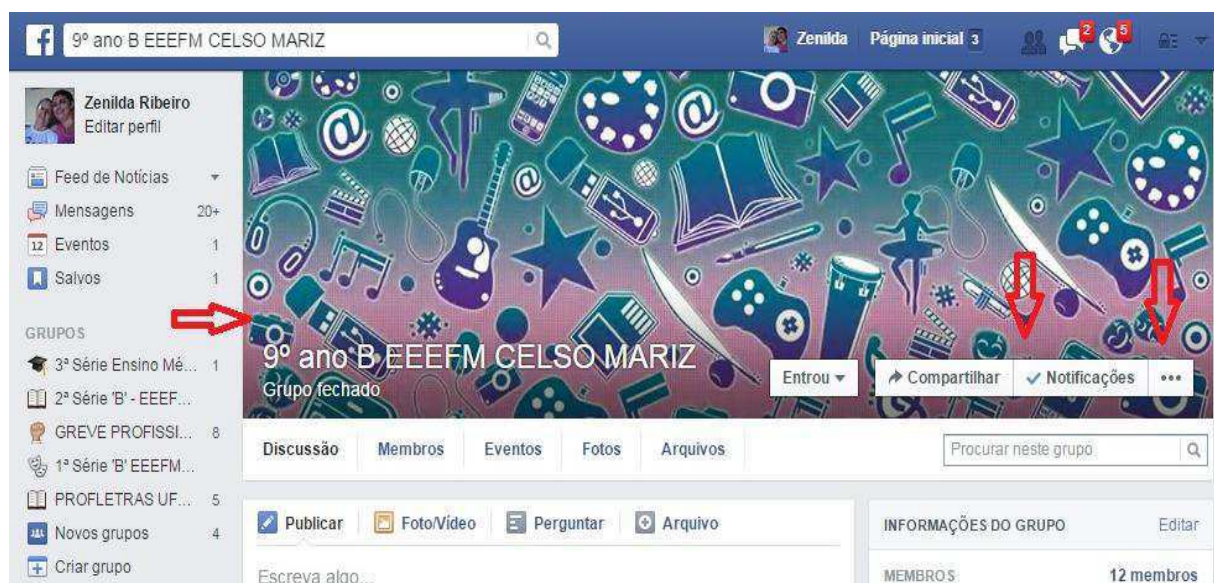 f 9º ano B EEEFM CELSO MARIZ Zenilda Página inicial 3 2 5
Zenilda Ribeiro
Editar perfil
Feed de Notícias
Mensagens 20+
12 Eventos 1
Salvos 1
GRUPOS
3ª Série Ensino Mé... 1
2ª Série 'B' - EEEF...
GREVE PROFISSI... 8
1ª Série 'B' EEEFM...
PROFLETRAS UF... 5
Novos grupos 4
Criar grupo
9º ano B EEEFM CELSO MARIZ
Grupo fechado
Entrou Compartilhar Notificações •••
Discussão Membros Eventos Fotos Arquivos Procurar neste grupo
Publicar Foto/Vídeo Perguntar Arquivo
Escreva algo...
INFORMAÇÕES DO GRUPO Editar
MEMBROS 12 membros